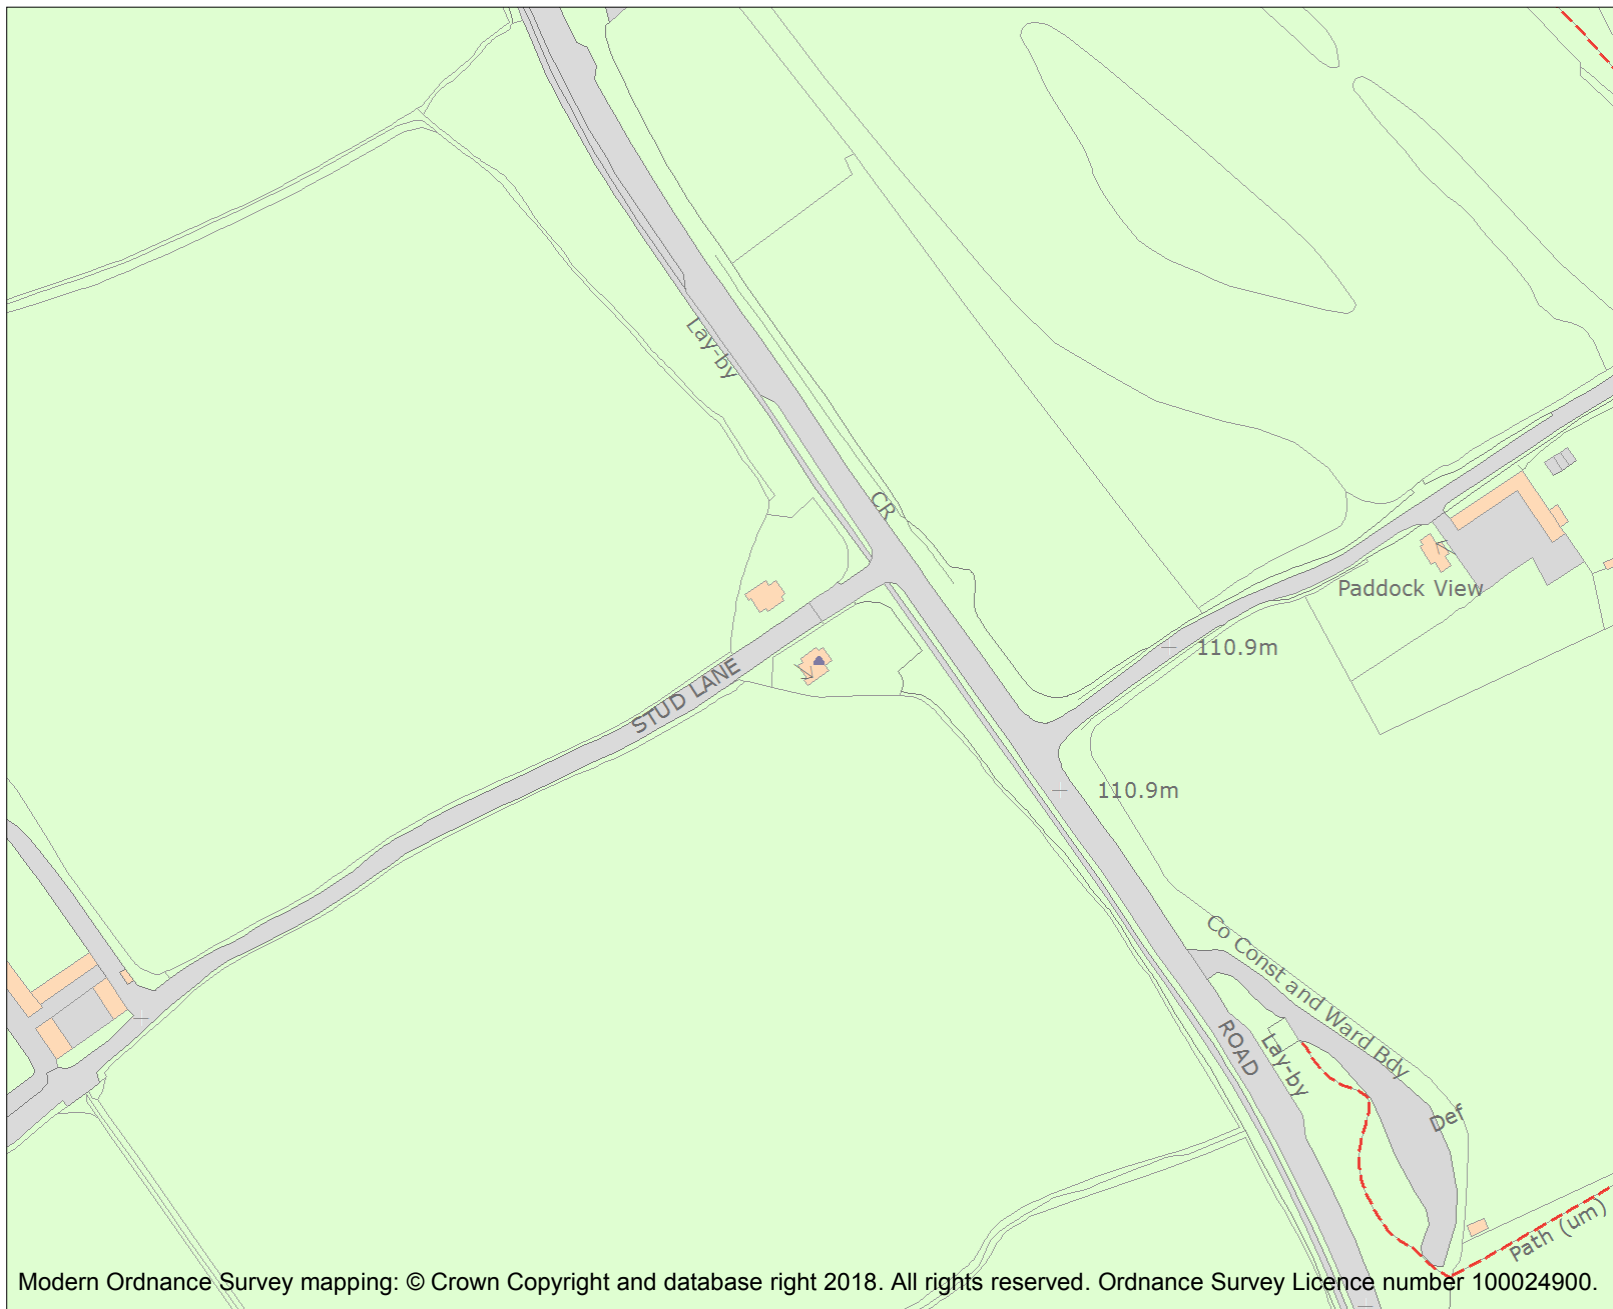 Lay-by
CR
Paddock View
110.9m
STUD LANE
110.9m
Co Const and Ward Bdy
ROAD
Lay-by
Def
Path (um)
Modern Ordnance Survey mapping: © Crown Copyright and database right 2018. All rights reserved. Ordnance Survey Licence number 100024900.